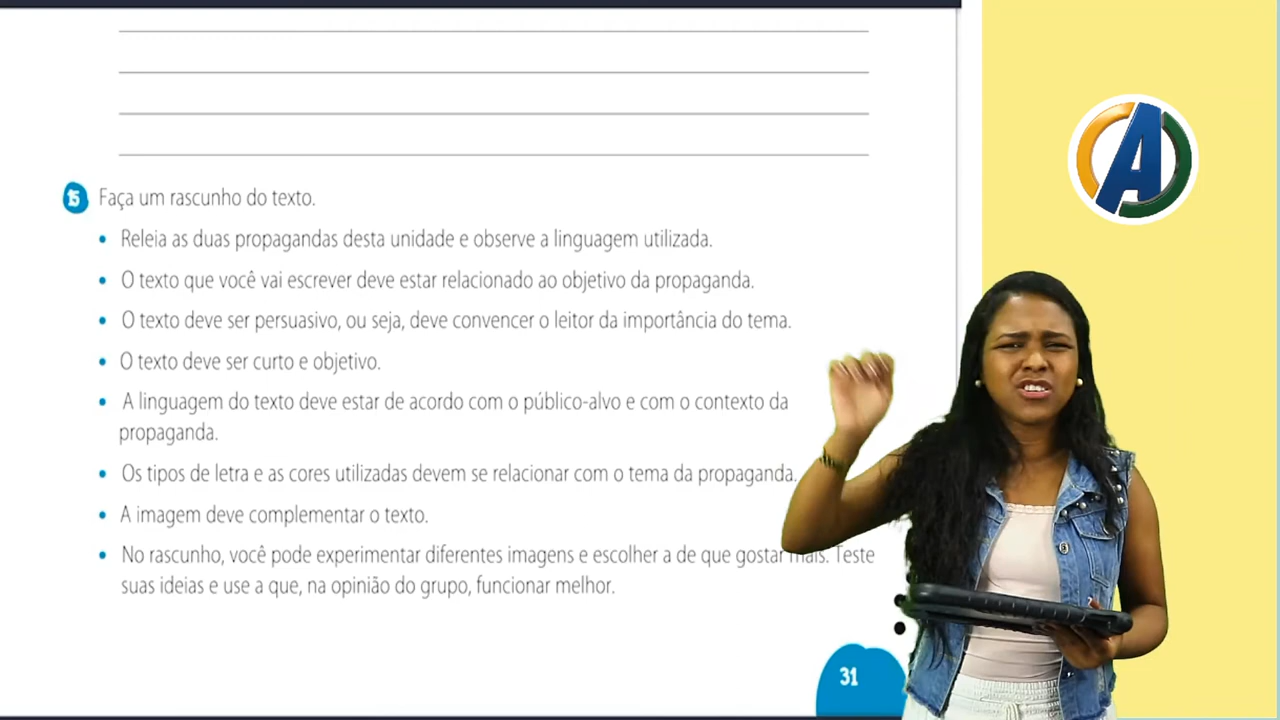 15 Faça um rascunho do texto.
• Releia as duas propagandas desta unidade e observe a linguagem utilizada.
• O texto que você vai escrever deve estar relacionado ao objetivo da propaganda.
• O texto deve ser persuasivo, ou seja, deve convencer o leitor da importância do tema.
• O texto deve ser curto e objetivo.
• A linguagem do texto deve estar de acordo com o público-alvo e com o contexto da
propaganda.
• Os tipos de letra e as cores utilizadas devem se relacionar com o tema da propaganda.
• A imagem deve complementar o texto.
• No rascunho, você pode experimentar diferentes imagens e escolher a de que gostar mais. Teste
suas ideias e use a que, na opinião do grupo, funcionar melhor.
31
A